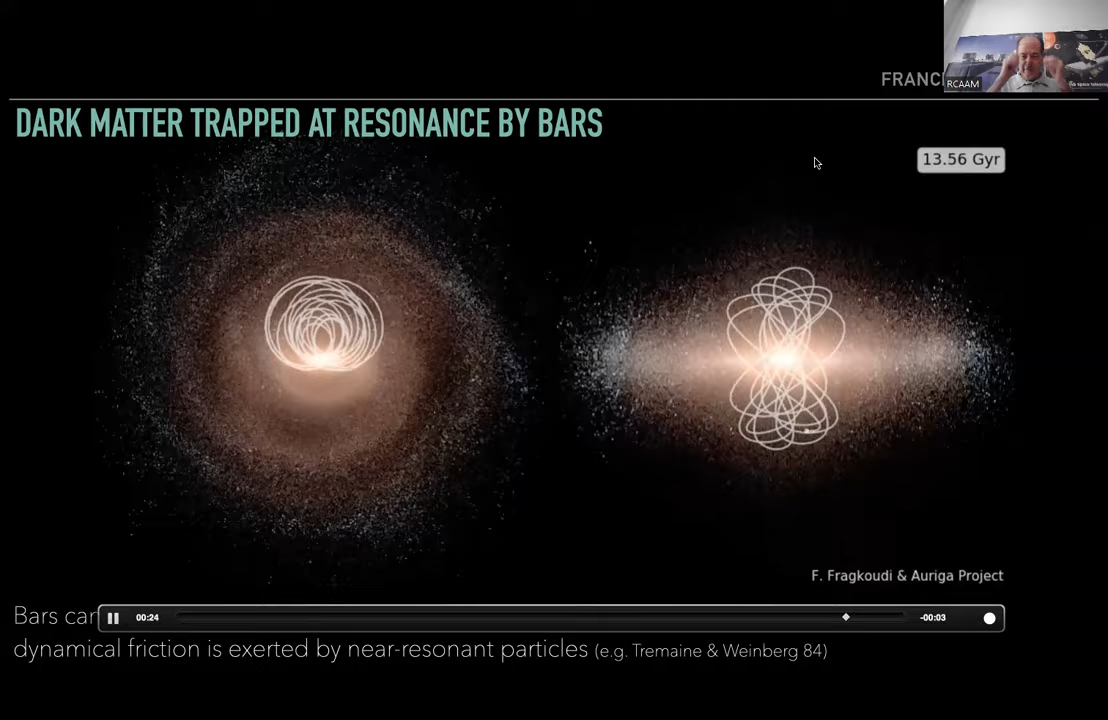 FRANC
RCAAM
DARK MATTER TRAPPED AT RESONANCE BY BARS
13.56 Gyr
F. Fragkoudi & Auriga Project
Bars car
00:24
-00:03
dynamical friction is exerted by near-resonant particles (e.g. Tremaine & Weinberg 84)